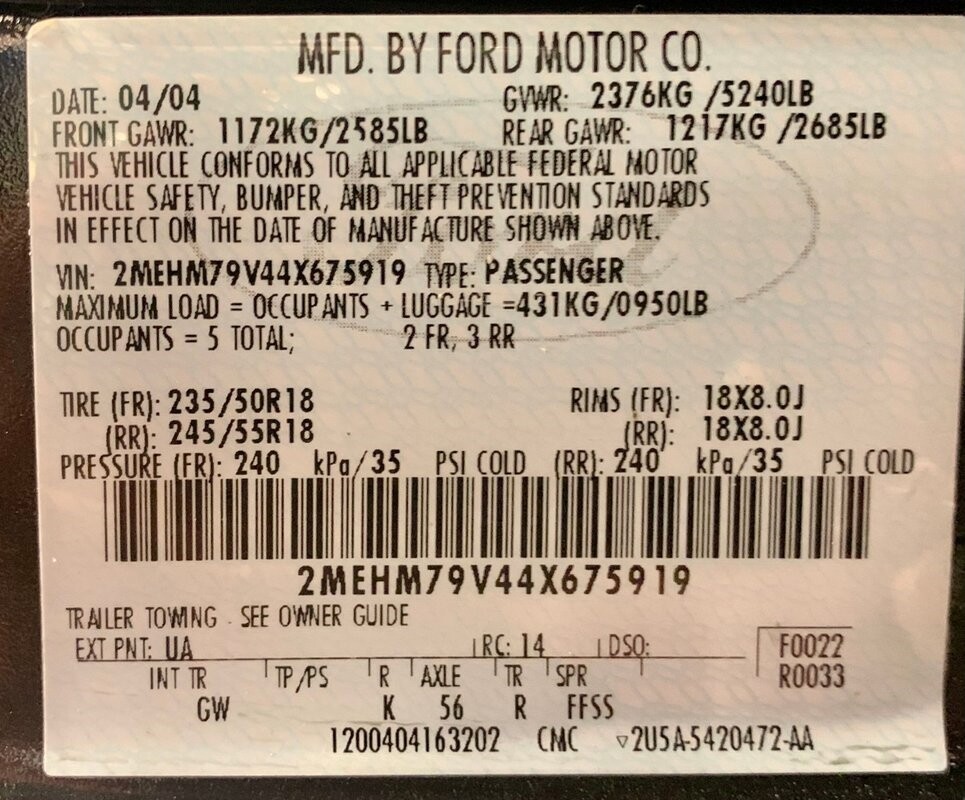 MFD. BY FORD MOTOR CO.
DATE: 04/04 GVWR: 2376KG /5240LB
FRONT GAWR: 1172KG/2585LB REAR GAWR: 1217KG /2685LB
THIS VEHICLE CONFORMS TO ALL APPLICABLE FEDERAL MOTOR
VEHICLE SAFETY, BUMPER, AND THEFT PREVENTION STANDARDS
IN EFFECT ON THE DATE OF MANUFACTURE SHOWN ABOVE.
VIN: 2MEHM79V44X675919 TYPE: PASSENGER
MAXIMUM LOAD = OCCUPANTS + LUGGAGE =431KG/0950LB
OCCUPANTS = 5 TOTAL; 2 FR, 3 RR
TIRE (FR): 235/50R18 RIMS (FR): 18X8.0J
(RR): 245/55R18 (RR): 18X8.0J
PRESSURE (FR): 240 kPa/35 PSI COLD (RR): 240 kPa/35 PSI COLD
2MEHM79V44X675919
TRAILER TOWING - SEE OWNER GUIDE
EXT PNT: UA RC: 14 DSO: F0022
INT TR TP/PS R AXLE TR SPR R0033
GW K 56 R FFSS
1200404163202 CMC ▽2U5A-5420472-AA